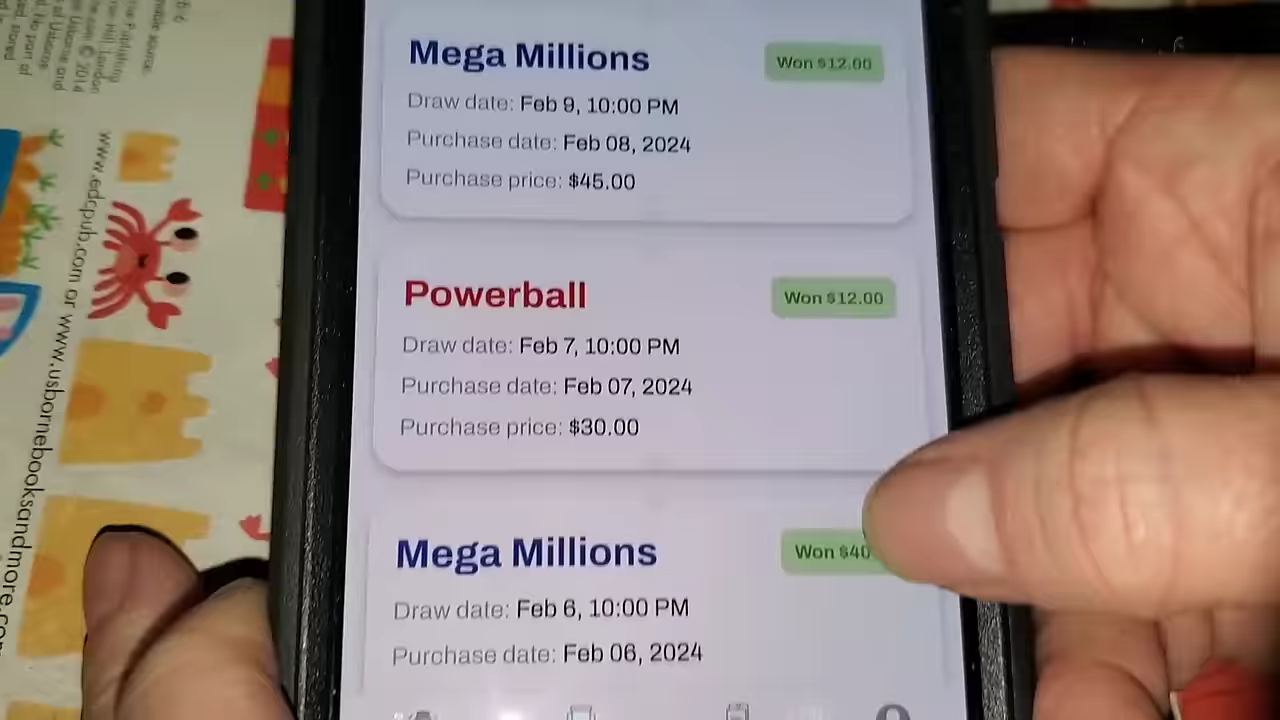 Mega Millions
Won $12.00
Draw date: Feb 9, 10:00 PM
Purchase date: Feb 08, 2024
Purchase price: $45.00
Powerball
Won $12.00
Draw date: Feb 7, 10:00 PM
Purchase date: Feb 07, 2024
Purchase price: $30.00
Mega Millions
Won $40
Draw date: Feb 6, 10:00 PM
Purchase date: Feb 06, 2024
www.edcpub.com or www.usbornebooksandmore.com